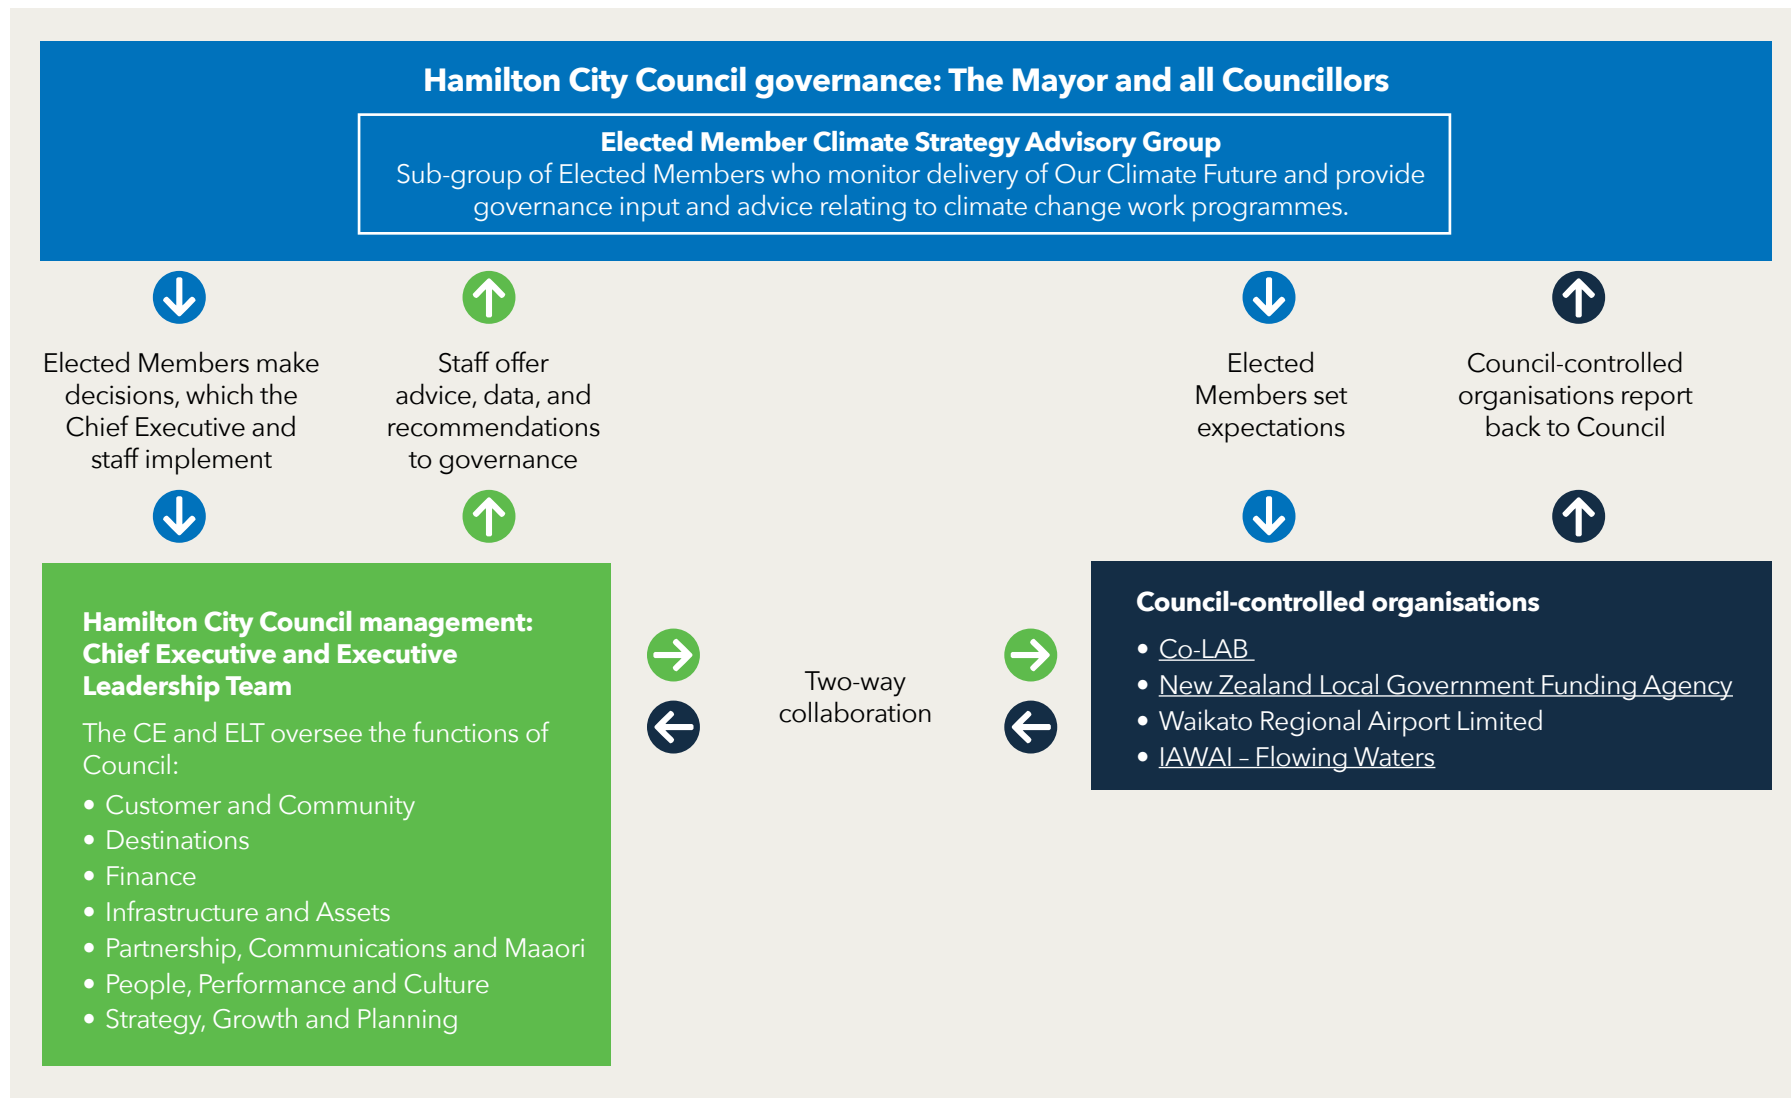 Hamilton City Council governance: The Mayor and all Councillors
Elected Member Climate Strategy Advisory Group
Sub-group of Elected Members who monitor delivery of Our Climate Future and provide
governance input and advice relating to climate change work programmes.
Elected Members make
decisions, which the
Chief Executive and
staff implement
Staff offer
advice, data, and
recommendations
to governance
Elected
Members set
expectations
Council-controlled
organisations report
back to Council
Hamilton City Council management:
Chief Executive and Executive
Leadership Team
The CE and ELT oversee the functions of
Council:
• Customer and Community
• Destinations
• Finance
• Infrastructure and Assets
• Partnership, Communications and Maaori
• People, Performance and Culture
• Strategy, Growth and Planning
Two-way
collaboration
Council-controlled organisations
• Co-LAB
• New Zealand Local Government Funding Agency
• Waikato Regional Airport Limited
• IAWAI – Flowing Waters